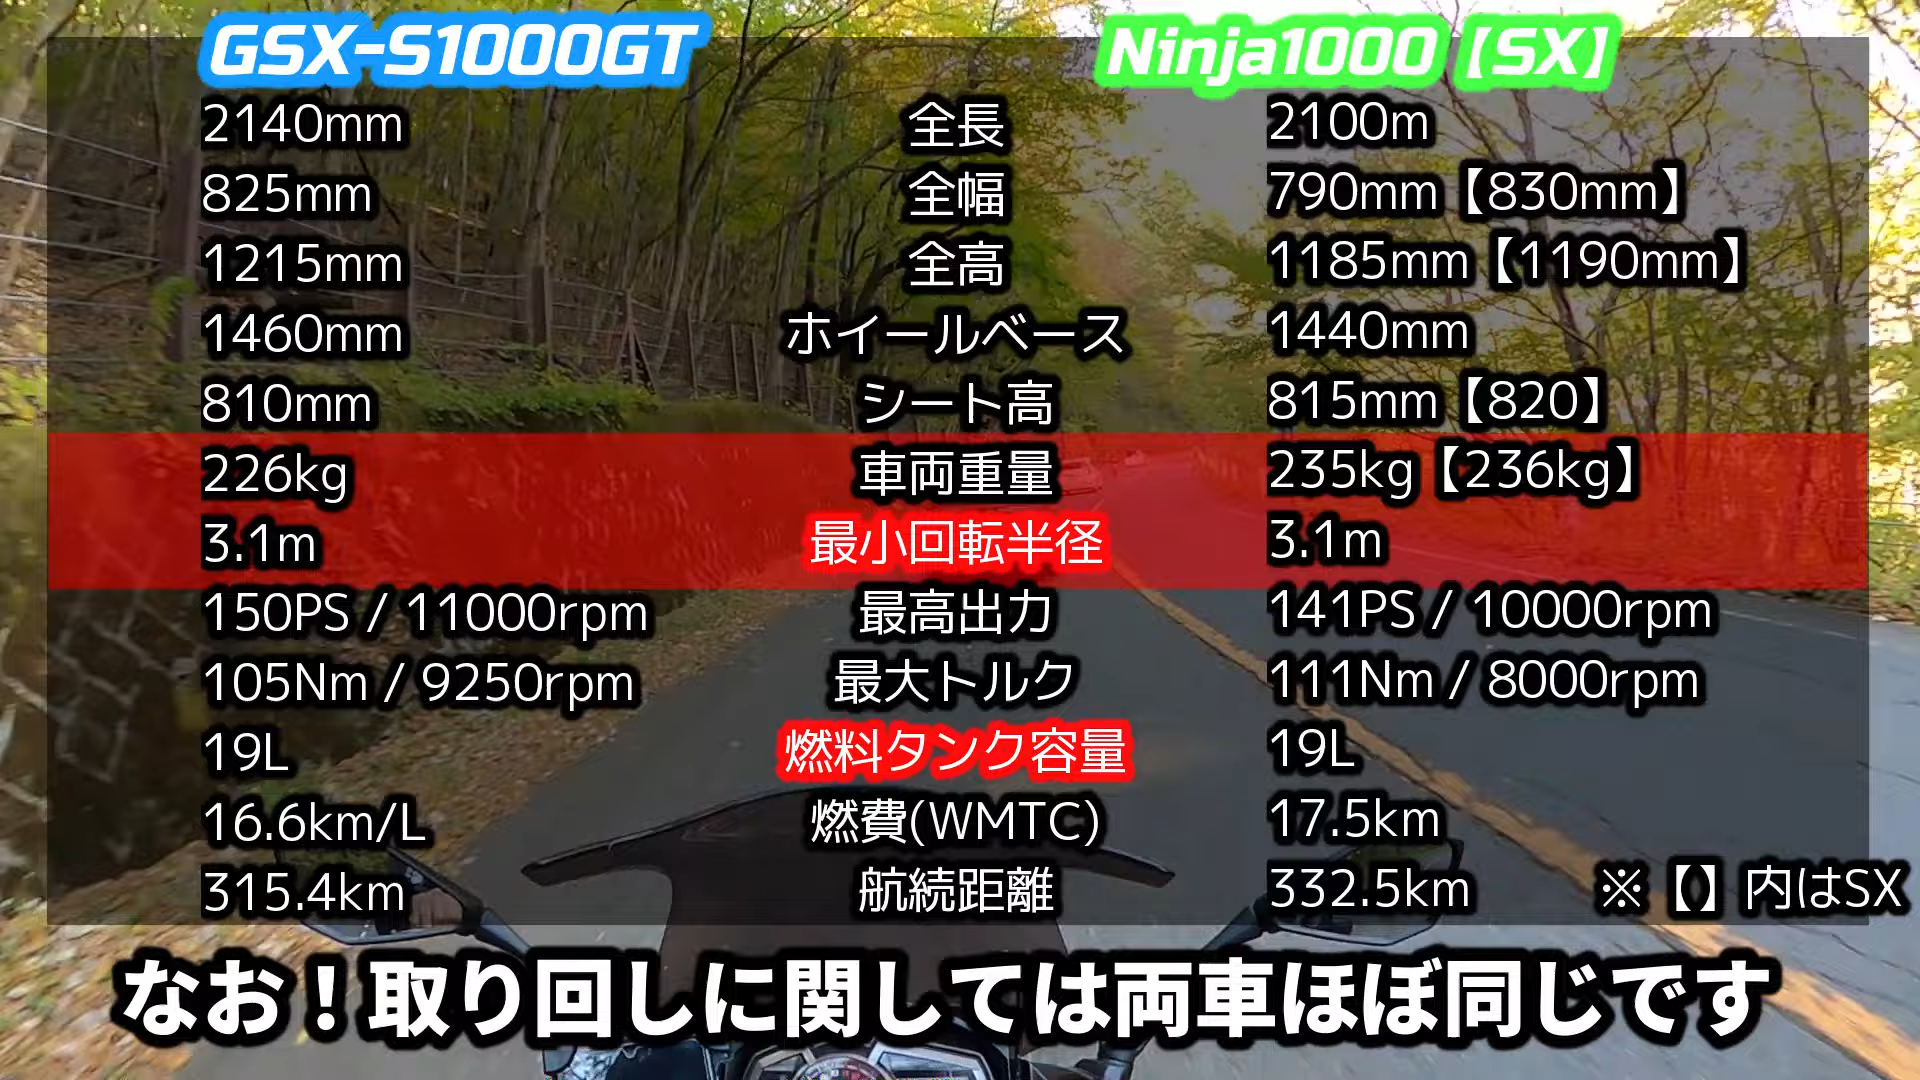 GSX-S1000GT Ninja1000【SX】
2140mm 全長 2100m
825mm 全幅 790mm【830mm】
1215mm 全高 1185mm【1190mm】
1460mm ホイールベース 1440mm
810mm シート高 815mm【820】
226kg 車両重量 235kg【236kg】
3.1m 最小回転半径 3.1m
150PS / 11000rpm 最高出力 141PS / 10000rpm
105Nm / 9250rpm 最大トルク 111Nm / 8000rpm
19L 燃料タンク容量 19L
16.6km/L 燃費(WMTC) 17.5km
315.4km 航続距離 332.5km ※【】内はSX
なお！取り回しに関しては両車ほぼ同じです